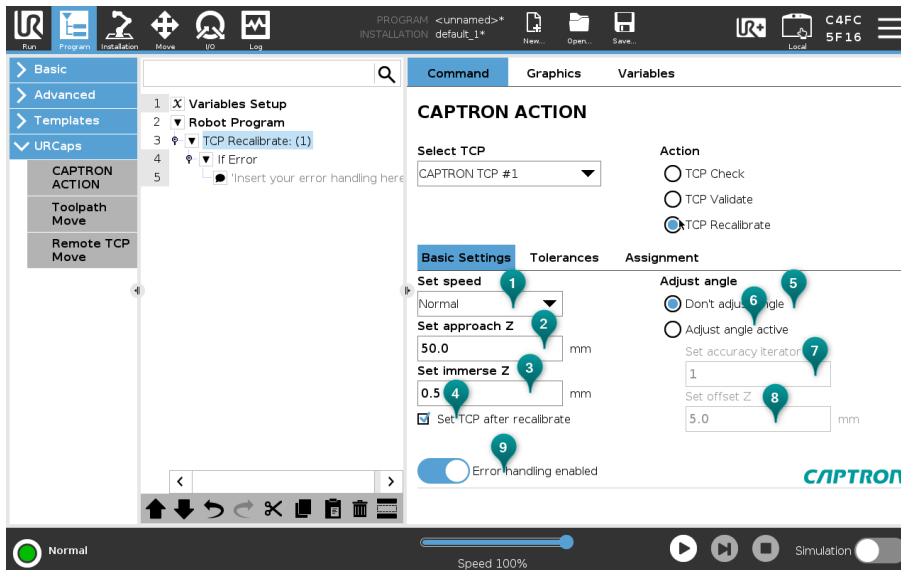 PROGRAM <unnamed>*
INSTALLATION default_1*
C4FC
5F16
Run
Program
Installation
Move
I/O
Log
New...
Open...
Save...
Local
Basic
Advanced
Templates
URCaps
CAPTRON
ACTION
Toolpath
Move
Remote TCP
Move
1 X Variables Setup
2 Robot Program
3 TCP Recalibrate: (1)
4 If Error
5 'Insert your error handling here
Command Graphics Variables
CAPTRON ACTION
Select TCP
CAPTRON TCP #1
Action
TCP Check
TCP Validate
TCP Recalibrate
Basic Settings Tolerances Assignment
Set speed
1
Normal
Set approach Z
2
50.0 mm
Set immerse Z
3
0.5 mm
4
Set TCP after recalibrate
9
Error handling enabled
Adjust angle
5
Don't adjust angle
6
Adjust angle active
Set accuracy iterator
7
1
Set offset Z
8
5.0 mm
CAPTRON
Normal
Speed 100%
Simulation